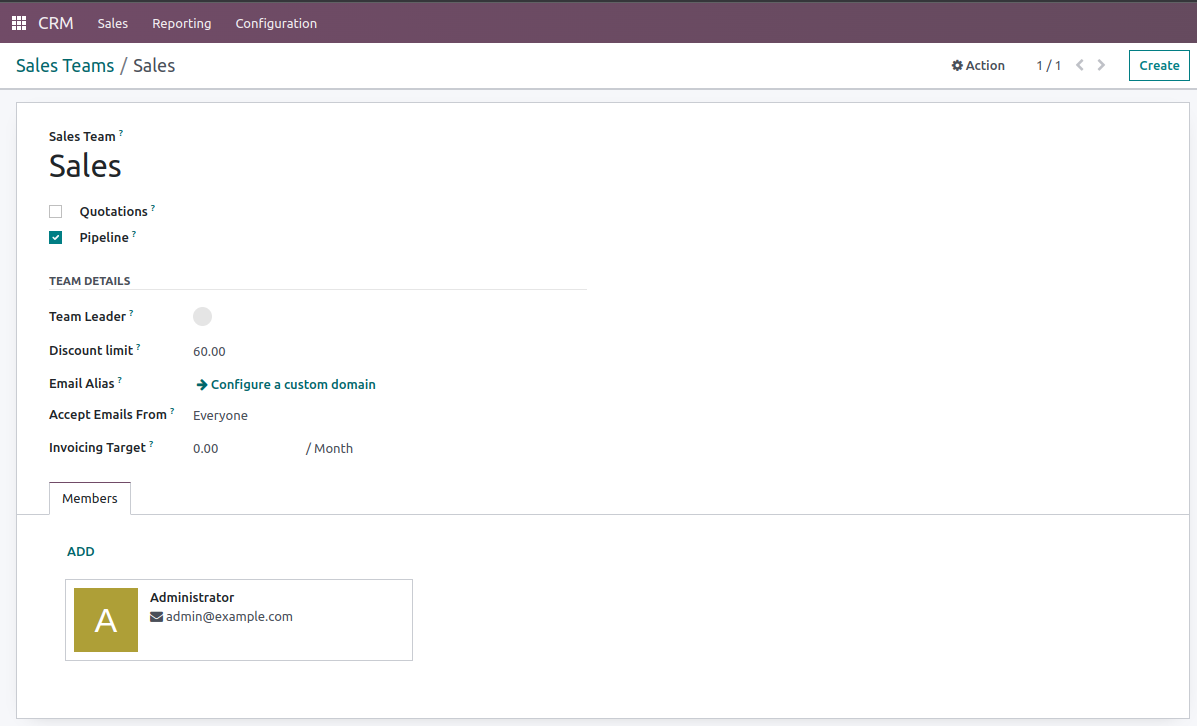 CRM Sales Reporting Configuration
Sales Teams / Sales Action 1 / 1 Create
Sales Team ?
Sales
Quotations ?
Pipeline ?
TEAM DETAILS
Team Leader ?
Discount limit ? 60.00
Email Alias ? Configure a custom domain
Accept Emails From ? Everyone
Invoicing Target ? 0.00 / Month
Members
ADD
A
Administrator
admin@example.com